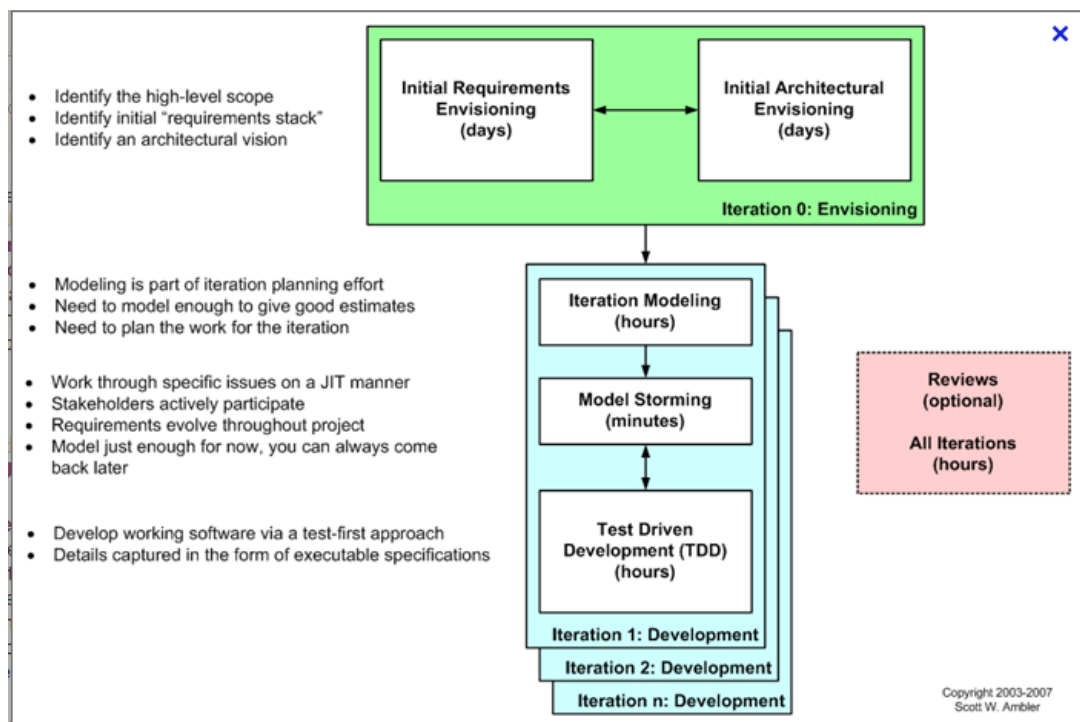 Initial Requirements
Envisioning
(days)
Initial Architectural
Envisioning
(days)
Iteration 0: Envisioning
• Identify the high-level scope
• Identify initial “requirements stack”
• Identify an architectural vision
• Modeling is part of iteration planning effort
• Need to model enough to give good estimates
• Need to plan the work for the iteration
Iteration Modeling
(hours)
• Work through specific issues on a JIT manner
• Stakeholders actively participate
• Requirements evolve throughout project
• Model just enough for now, you can always come
back later
Model Storming
(minutes)
Reviews
(optional)
All Iterations
(hours)
• Develop working software via a test-first approach
• Details captured in the form of executable specifications
Test Driven
Development (TDD)
(hours)
Iteration 1: Development
Iteration 2: Development
Iteration n: Development
Copyright 2003-2007
Scott W. Ambler